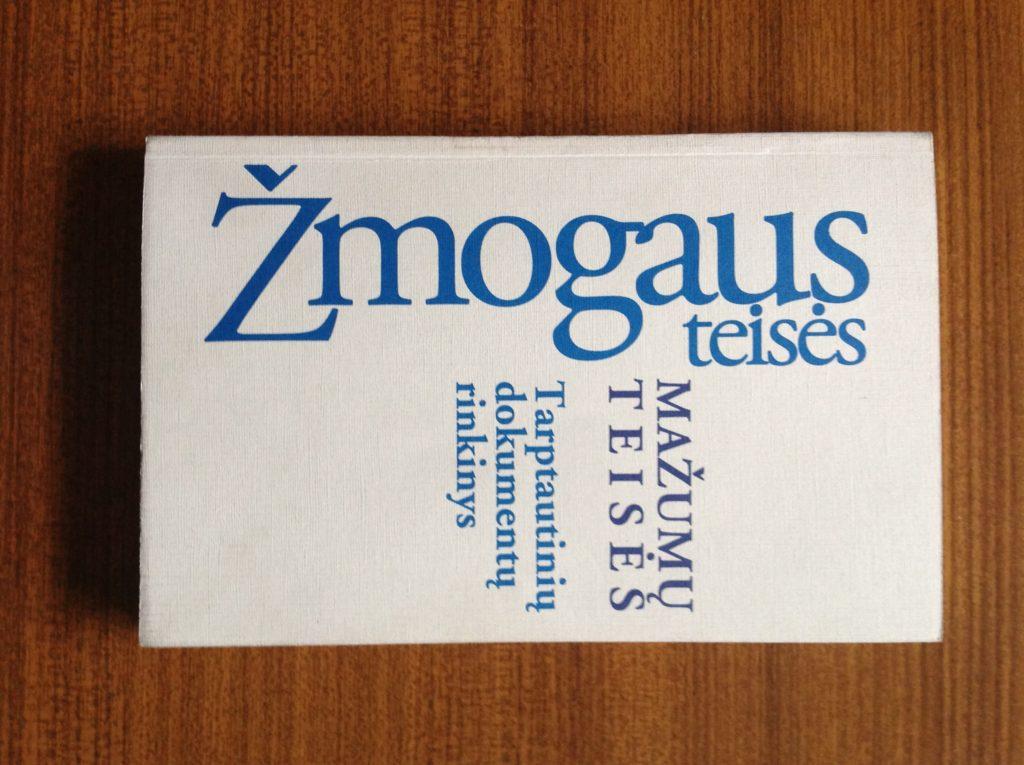 Žmogaus
teisės
MAŽUMŲ
TEISĖS
Tarptautinių
dokumentų
rinkinys